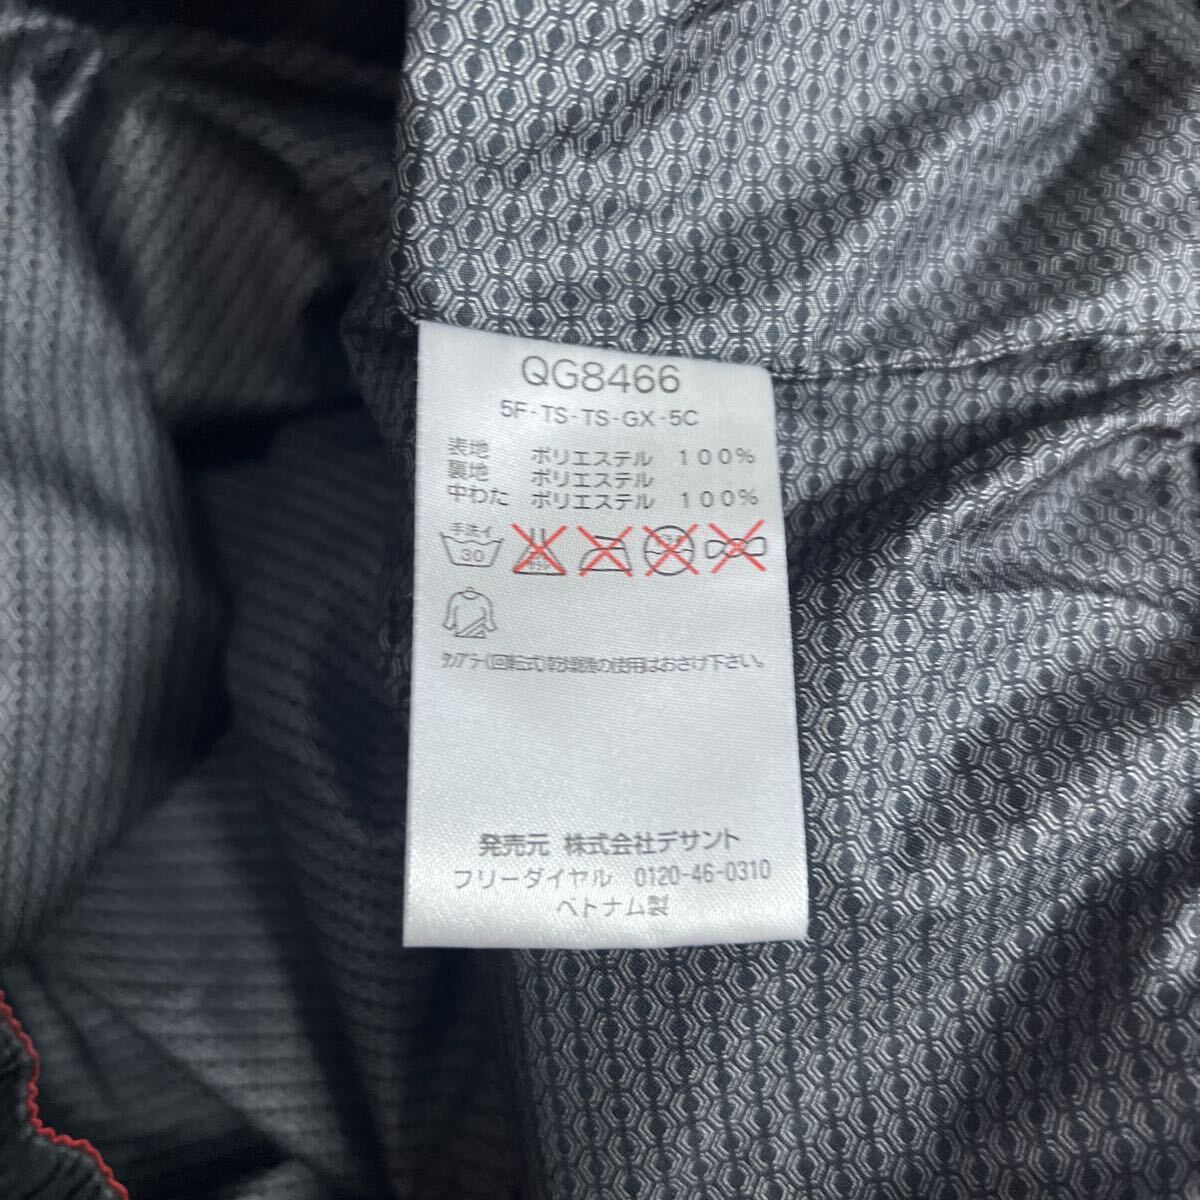 QG8466
5F-TS-TS-GX-5C
表地 ポリエステル 100%
裏地 ポリエステル
中わた ポリエステル 100%
手洗イ
30
タンブラー(回転式)乾燥機の使用はおさけ下さい。
発売元 株式会社デサント
フリーダイヤル 0120-46-0310
ベトナム製